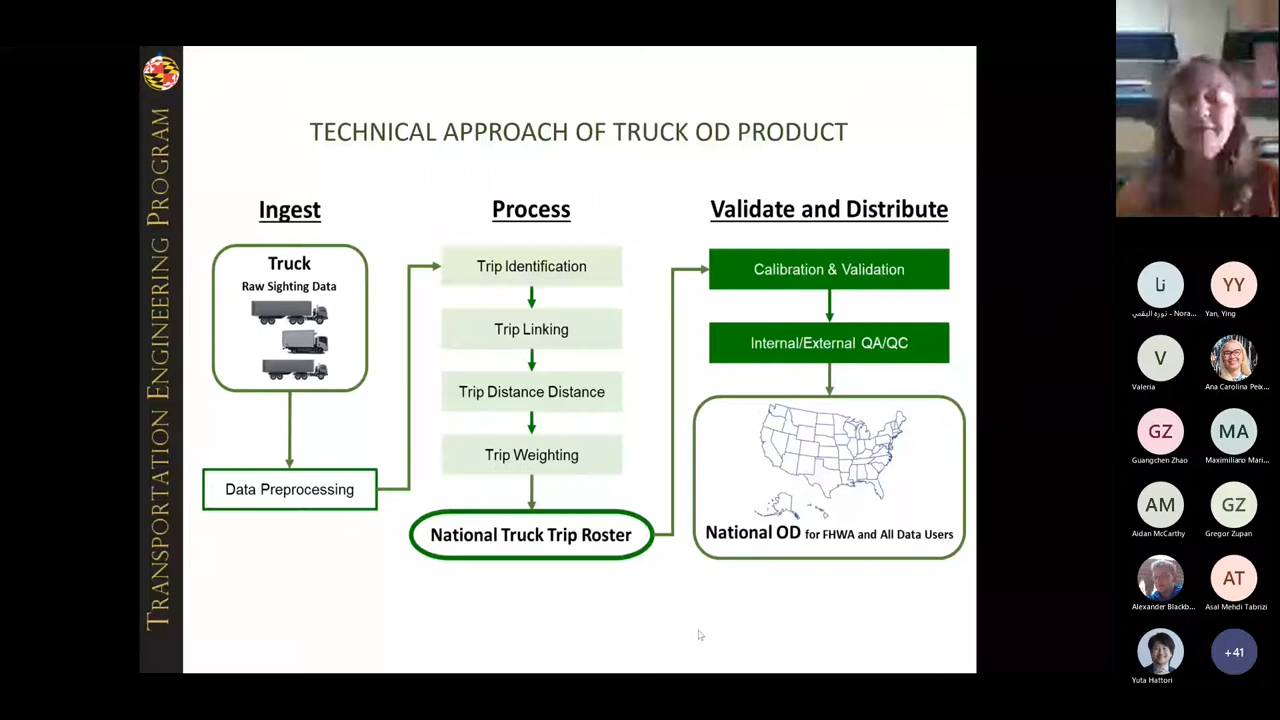 TRANSPORTATION ENGINEERING PROGRAM
TECHNICAL APPROACH OF TRUCK OD PRODUCT
Ingest
Truck
Raw Sighting Data
Data Preprocessing
Process
Trip Identification
Trip Linking
Trip Distance Distance
Trip Weighting
National Truck Trip Roster
Validate and Distribute
Calibration & Validation
Internal/External QA/QC
National OD for FHWA and All Data Users
نا
نوره البقمي - Nora...
YY
Yan, Ying
V
Valeria
Ana Carolina Peix...
GZ
Guangchen Zhao
MA
Maximiliano Mari...
AM
Aidan McCarthy
GZ
Gregor Zupan
Alexander Blackb...
AT
Asal Mehdi Tabrizi
Yuta Hattori
+41